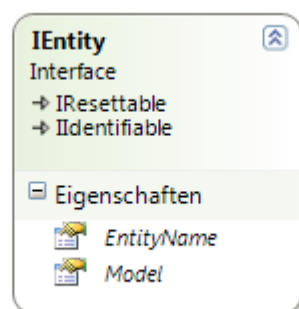 IEntity
Interface
IResettable
IIdentifiable
Eigenschaften
EntityName
Model